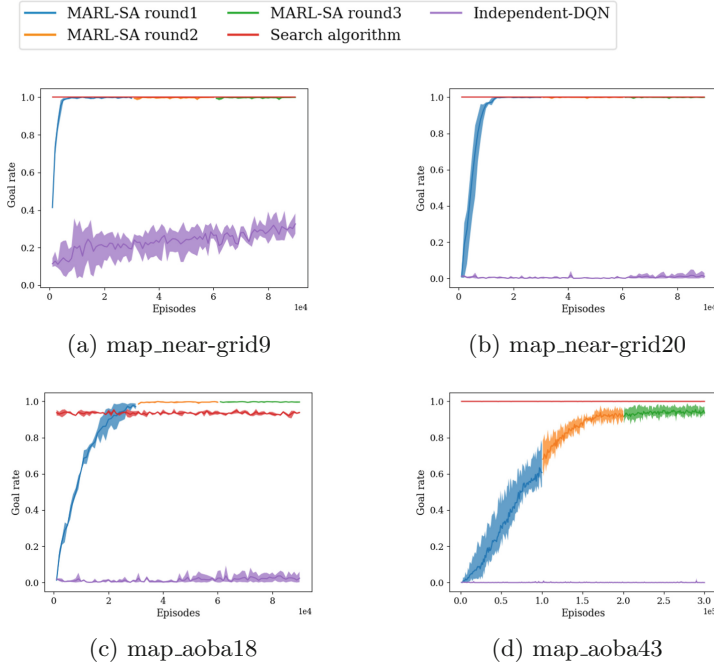 MARL-SA round1
MARL-SA round3
Independent-DQN
MARL-SA round2
Search algorithm
1.0
0.8
0.6
0.4
0.2
0.0
Goal rate
0 2 4 6 8
Episodes
1e4
(a) map_near-grid9
1.0
0.8
0.6
0.4
0.2
0.0
Goal rate
0 2 4 6 8
Episodes
1e4
(b) map_near-grid20
1.0
0.8
0.6
0.4
0.2
0.0
Goal rate
0 2 4 6 8
Episodes
1e4
(c) map_aoba18
1.0
0.8
0.6
0.4
0.2
0.0
Goal rate
0.0 0.5 1.0 1.5 2.0 2.5 3.0
Episodes
(d) map_aoba43